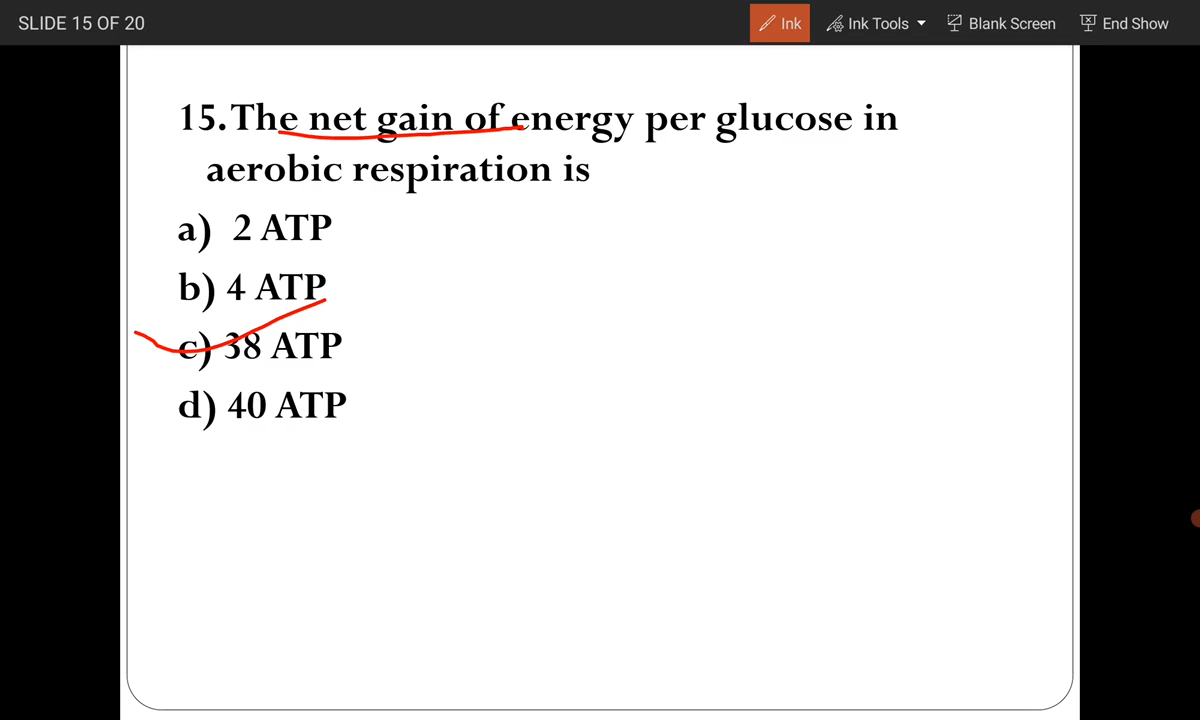 SLIDE 15 OF 20
Ink
Ink Tools
Blank Screen
End Show
15. The net gain of energy per glucose in
aerobic respiration is
a) 2 ATP
b) 4 ATP
c) 38 ATP
d) 40 ATP